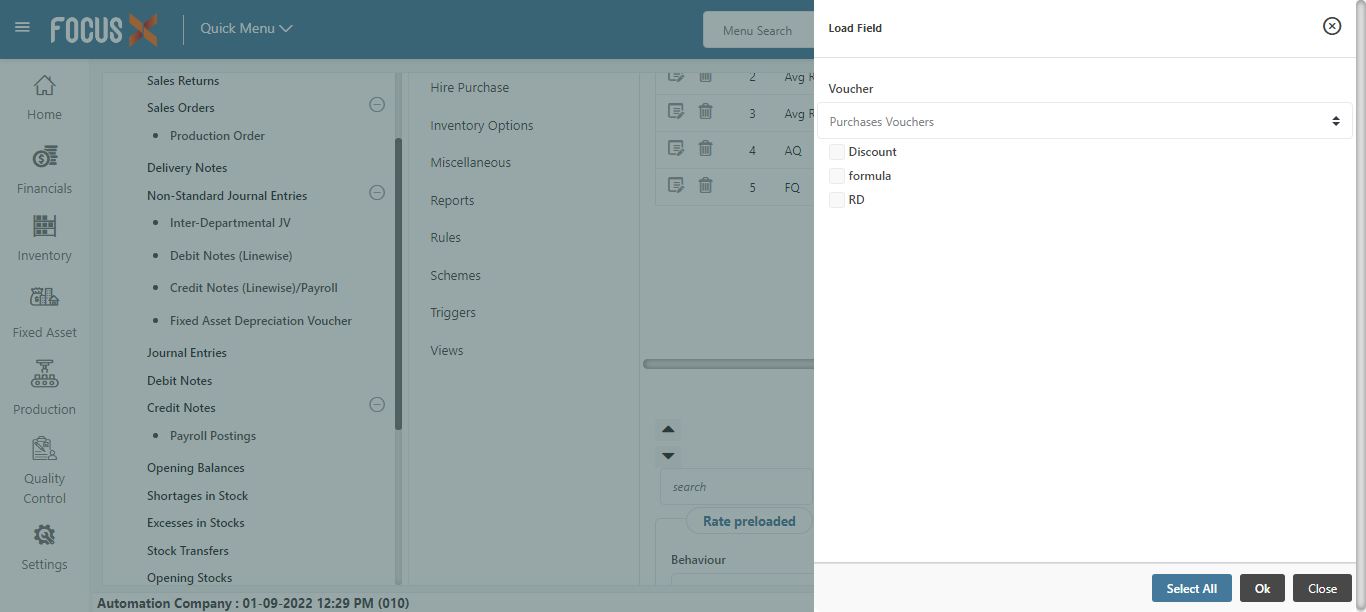 FOCUS X
Quick Menu
Menu Search
Home
Financials
Inventory
Fixed Asset
Production
Quality
Control
Settings
Sales Returns
Sales Orders
Production Order
Delivery Notes
Non-Standard Journal Entries
Inter-Departmental JV
Debit Notes (Linewise)
Credit Notes (Linewise)/Payroll
Fixed Asset Depreciation Voucher
Journal Entries
Debit Notes
Credit Notes
Payroll Postings
Opening Balances
Shortages in Stock
Excesses in Stocks
Stock Transfers
Opening Stocks
Hire Purchase
Inventory Options
Miscellaneous
Reports
Rules
Schemes
Triggers
Views
2 Avg R
3 Avg R
4 AQ
5 FQ
search
Rate preloaded
Behaviour
Automation Company : 01-09-2022 12:29 PM (010)
Load Field
Voucher
Purchases Vouchers
Discount
formula
RD
Select All
Ok
Close